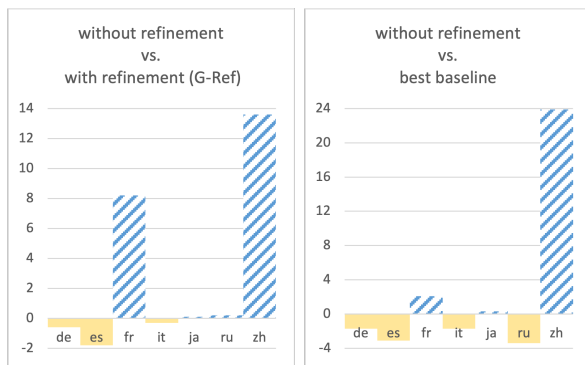 without refinement
vs.
with refinement (G-Ref)
14
12
10
8
6
4
2
0
-2
de es fr it ja ru zh
without refinement
vs.
best baseline
24
20
16
12
8
4
0
-4
de es fr it ja ru zh